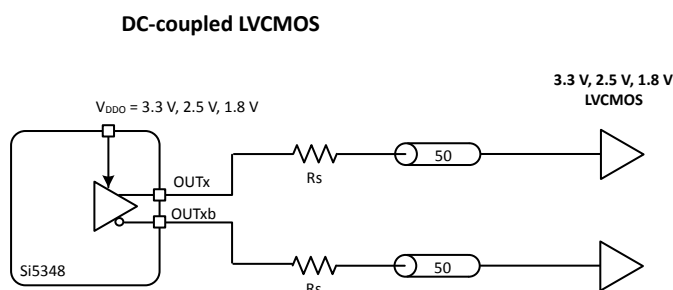 DC-coupled LVCMOS
3.3 V, 2.5 V, 1.8 V
LVCMOS
VDDO = 3.3 V, 2.5 V, 1.8 V
50
OUTx
Rs
OUTxb
50
Si5348
Rs